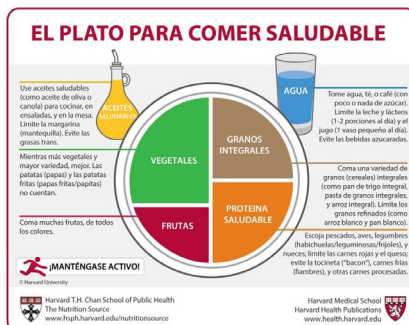 EL PLATO PARA COMER SALUDABLE
Use aceites saludables
(como aceite de oliva o
canola) para cocinar, en
ensaladas, y en la mesa.
Limite la margarina
(mantequilla). Evite las
grasas trans.
ACEITES
SALUDABLES
AGUA
Tome agua, té, o café (con
poco o nada de azúcar).
Limite la leche y lácteos
(1-2 porciones al día) y el
jugo (1 vaso pequeño al día).
Evite las bebidas azucaradas.
Mientras más vegetales y
mayor variedad, mejor. Las
patatas (papas) y las patatas
fritas (papas fritas/papitas)
no cuentan.
VEGETALES
GRANOS
INTEGRALES
Coma una variedad de
granos (cereales) integrales
(como pan de trigo integral,
pasta de granos integrales,
y arroz integral). Limite los
granos refinados (como
arroz blanco y pan blanco).
Coma muchas frutas, de todos
los colores.
FRUTAS
PROTEINA
SALUDABLE
Escoja pescados, aves, legumbres
(habichuelas/leguminosas/frijoles), y
nueces; limite las carnes rojas y el queso;
evite la tocineta ("bacon"), carnes frías
(fiambres), y otras carnes procesadas.
¡MANTÉNGASE ACTIVO!
© Harvard University
Harvard T.H. Chan School of Public Health
The Nutrition Source
www.hsph.harvard.edu/nutritionsource
Harvard Medical School
Harvard Health Publications
www.health.harvard.edu